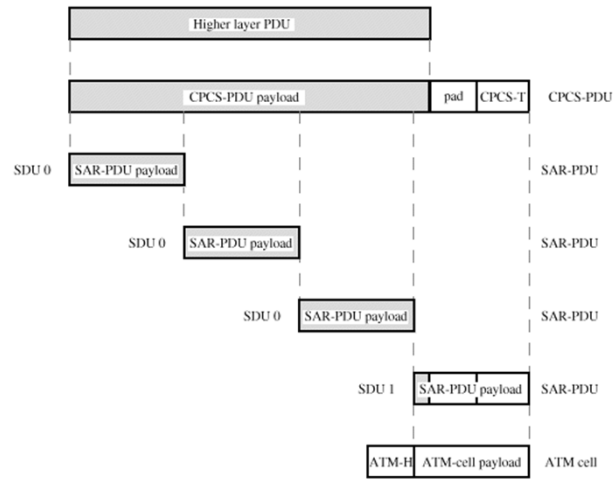 Higher layer PDU
CPCS-PDU payload pad CPCS-T CPCS-PDU
SDU 0 SAR-PDU payload SAR-PDU
SDU 0 SAR-PDU payload SAR-PDU
SDU 0 SAR-PDU payload SAR-PDU
SDU 1 SAR-PDU payload SAR-PDU
ATM-H ATM-cell payload ATM cell